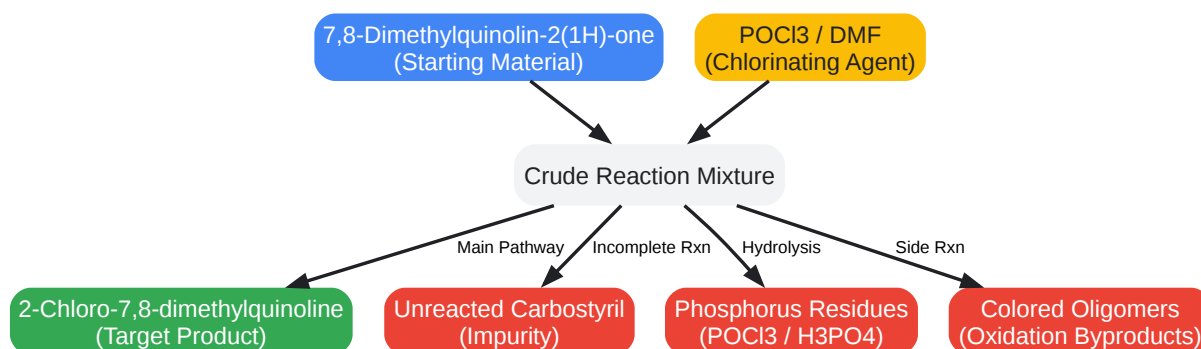 7,8-Dimethylquinolin-2(1H)-one
(Starting Material)
POCl3 / DMF
(Chlorinating Agent)
Crude Reaction Mixture
Main Pathway
Incomplete Rxn
Hydrolysis
Side Rxn
2-Chloro-7,8-dimethylquinoline
(Target Product)
Unreacted Carbostyril
(Impurity)
Phosphorus Residues
(POCl3 / H3PO4)
Colored Oligomers
(Oxidation Byproducts)